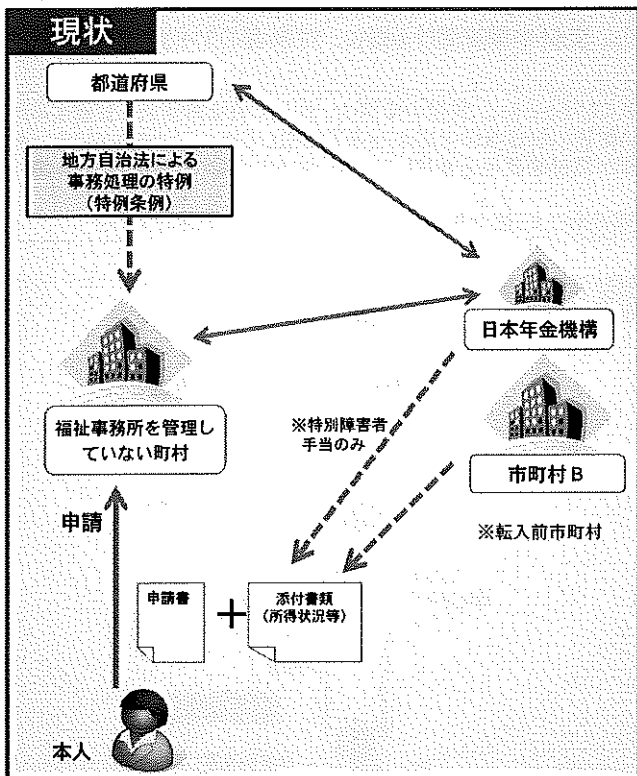 現状
都道府県
地方自治法による
事務処理の特例
(特例条例)
日本年金機構
福祉事務所を管理し
ていない町村
※特別障害者
手当のみ
市町村B
※転入前市町村
申請
申請書
+
添付書類
(所得状況等)
本人